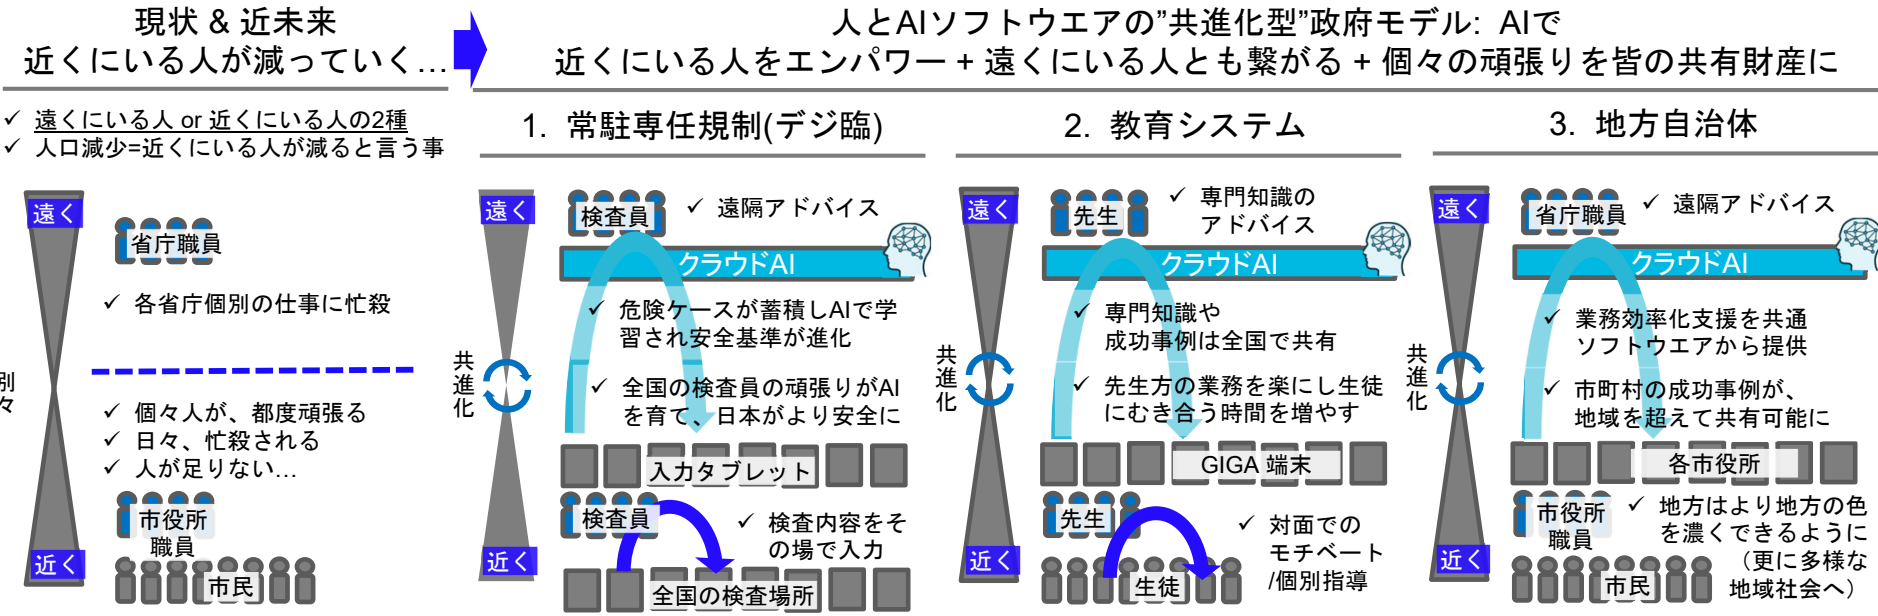 現状 & 近未来
近くにいる人が減っていく...
✓ 遠くにいる人 or 近くにいる人の2種
✓ 人口減少=近くにいる人が減ると言う事
遠く
省庁職員
✓ 各省庁個別の仕事に忙殺
別々
✓ 個々人が、都度頑張る
✓ 日々、忙殺される
✓ 人が足りない...
市役所
職員
近く
市民
人とAIソフトウエアの”共進化型”政府モデル: AIで
近くにいる人をエンパワー + 遠くにいる人とも繋がる + 個々の頑張りを皆の共有財産に
1. 常駐専任規制(デジ臨)
遠く
検査員
✓ 遠隔アドバイス
クラウドAI
✓ 危険ケースが蓄積しAIで学
習され安全基準が進化
共進化
✓ 全国の検査員の頑張りがAI
を育て、日本がより安全に
入力タブレット
検査員
✓ 検査内容をそ
の場で入力
近く
全国の検査場所
2. 教育システム
遠く
先生
✓ 専門知識の
アドバイス
クラウドAI
✓ 専門知識や
成功事例は全国で共有
共進化
✓ 先生方の業務を楽にし生徒
にむき合う時間を増やす
GIGA 端末
先生
✓ 対面での
モチベート
/個別指導
近く
生徒
3. 地方自治体
遠く
省庁職員
✓ 遠隔アドバイス
クラウドAI
✓ 業務効率化支援を共通
ソフトウエアから提供
共進化
✓ 市町村の成功事例が、
地域を超えて共有可能に
各市役所
市役所
職員
✓ 地方はより地方の色
を濃くできるように
（更に多様な
地域社会へ）
近く
市民